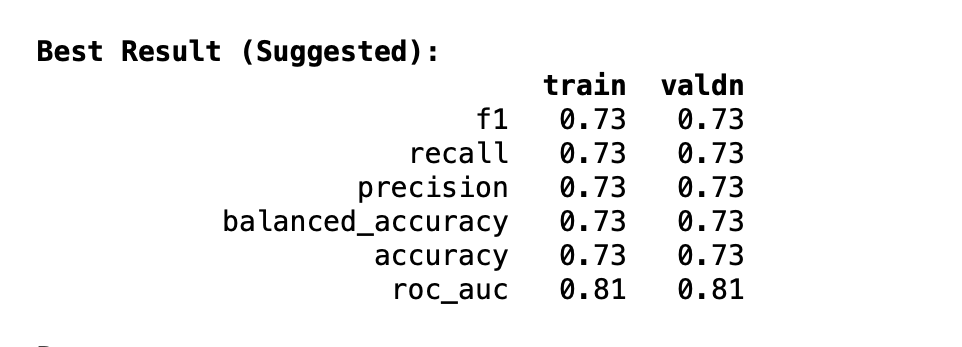 Best Result (Suggested):
train valdn
f1 0.73 0.73
recall 0.73 0.73
precision 0.73 0.73
balanced_accuracy 0.73 0.73
accuracy 0.73 0.73
roc_auc 0.81 0.81